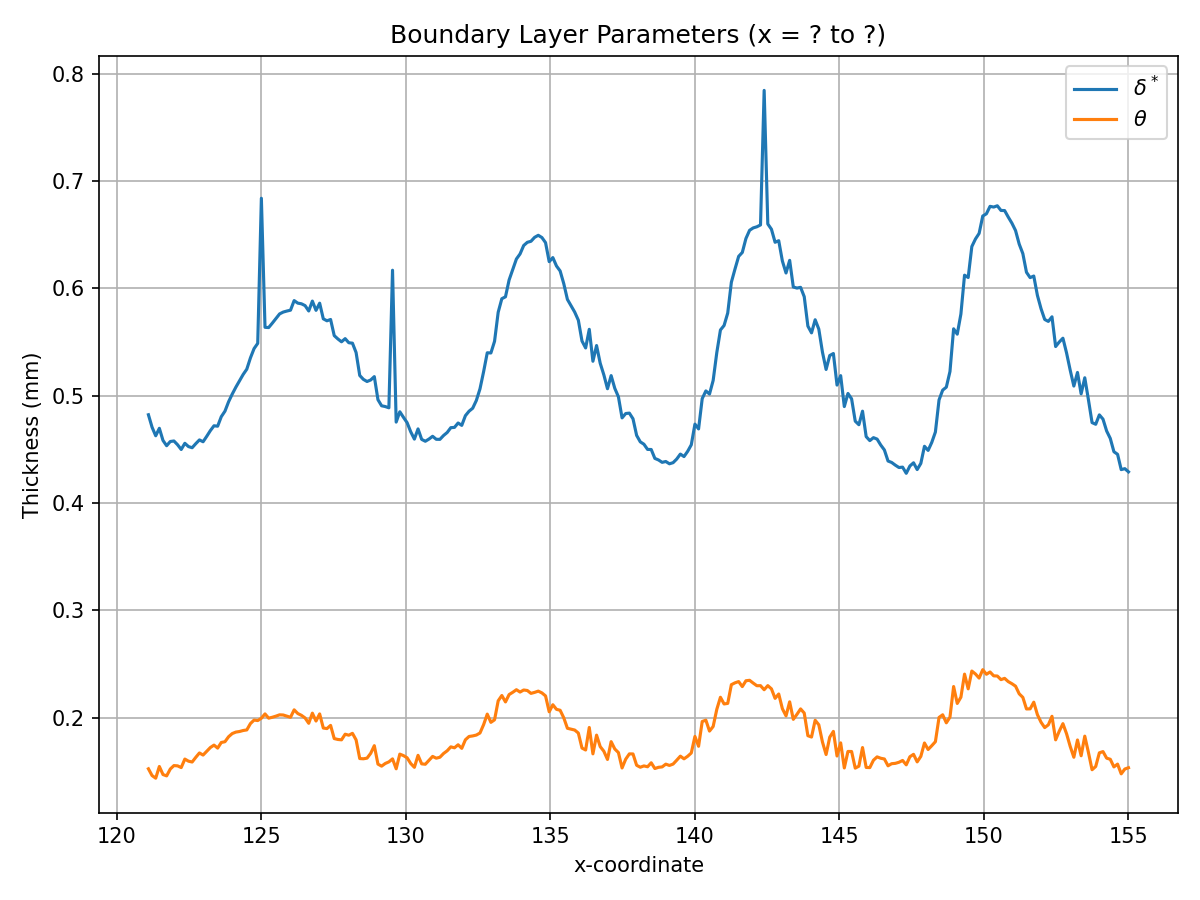 Boundary Layer Parameters (x = ? to ?)
δ*
θ
Thickness (mm)
0.8
0.7
0.6
0.5
0.4
0.3
0.2
120 125 130 135 140 145 150 155
x-coordinate